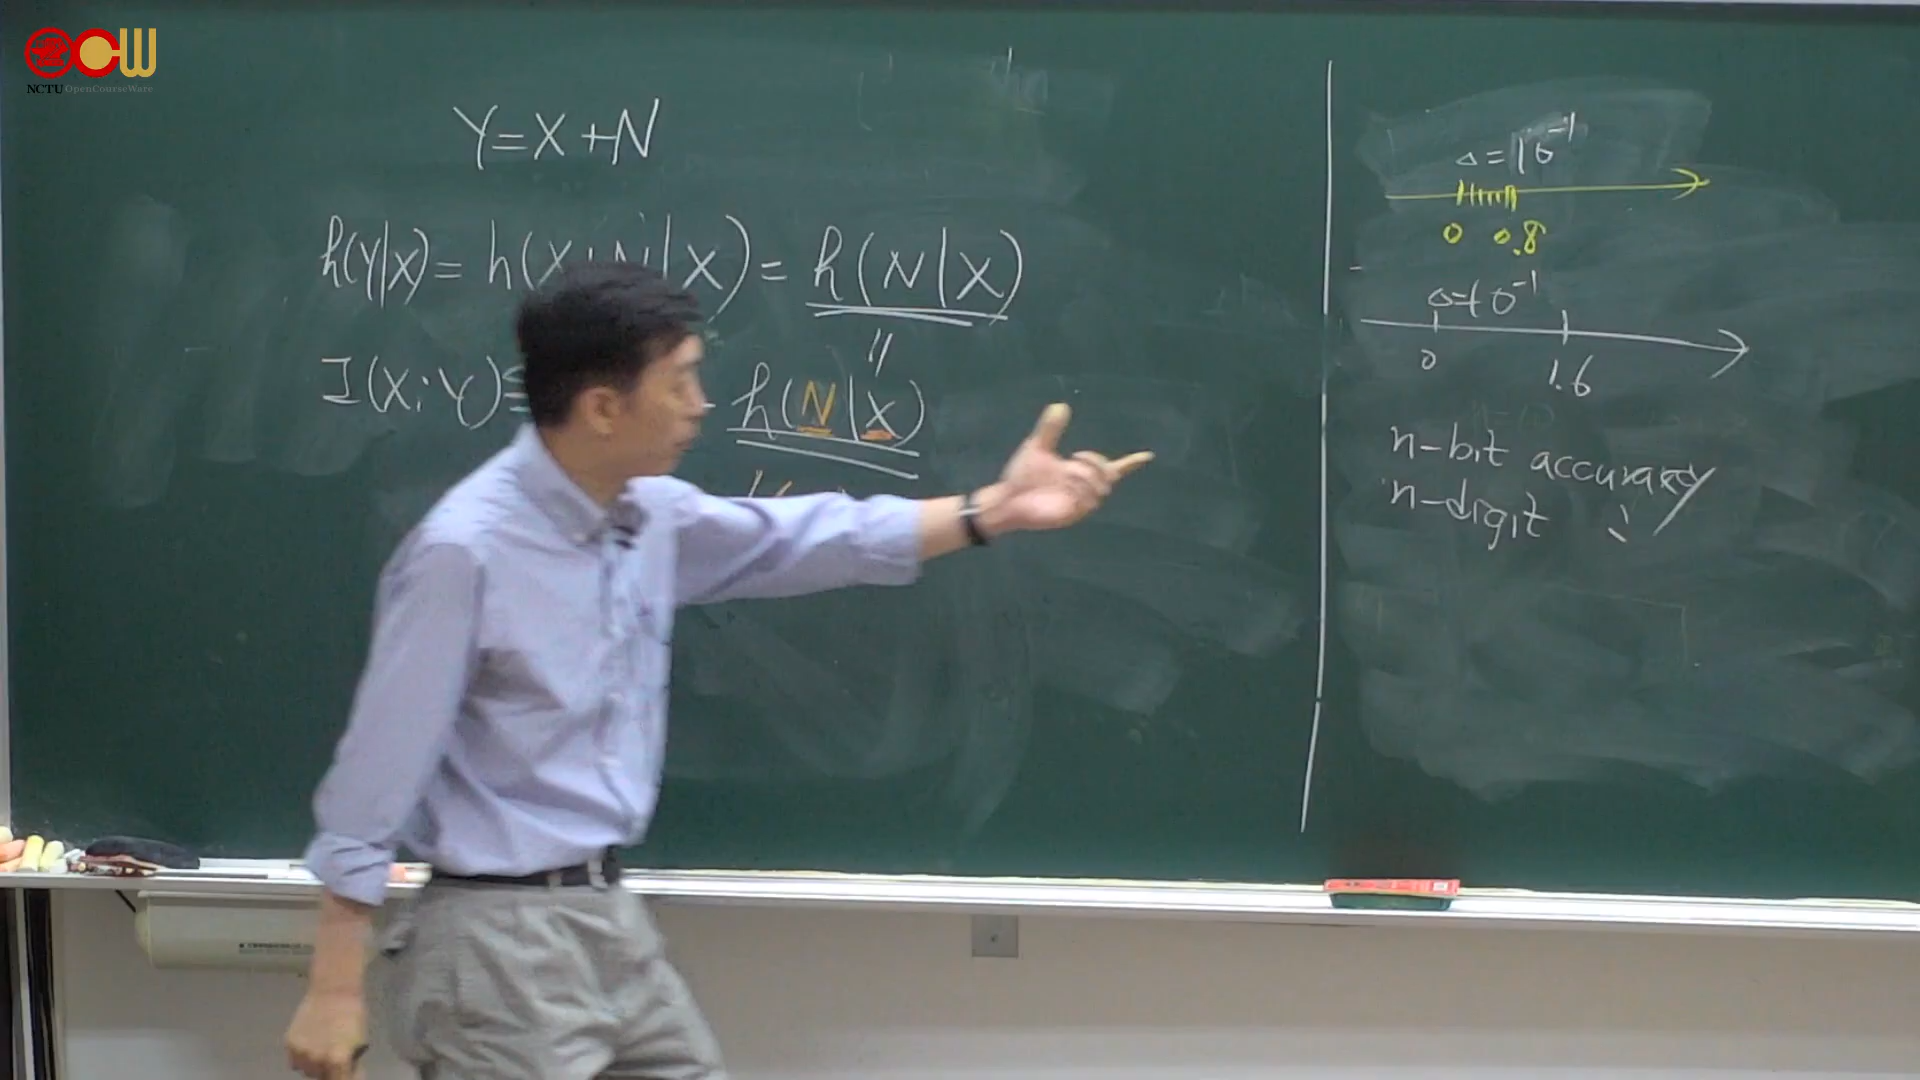 NCTU OpenCourseWare
Y=X+N
h(Y|X)= h(X+N|X)= h(N|X)
"
I(X;Y)= - h(N|X)
Δ=10⁻¹
0 0.8
Δ=10⁻¹
0 1.6
n-bit accuracy
n-digit "